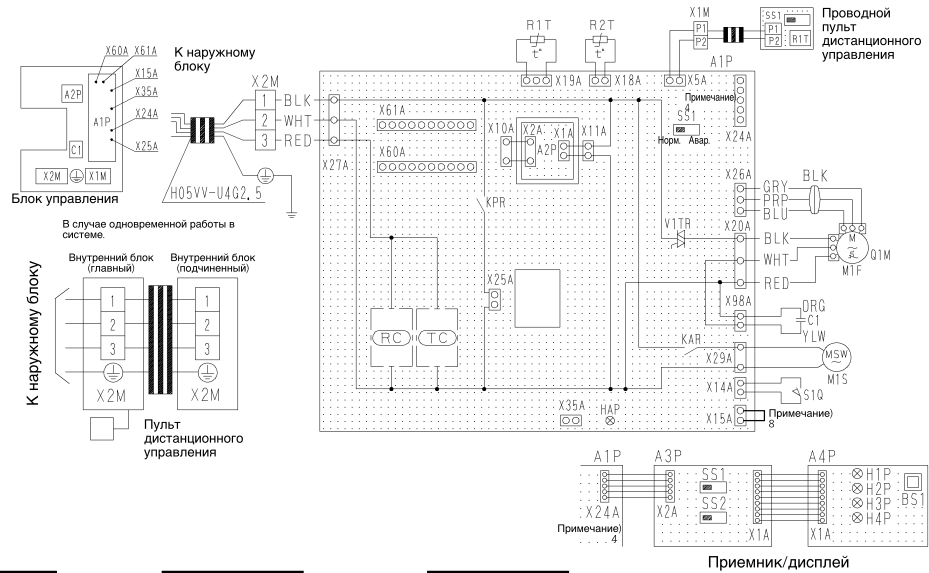 X60A X61A
X15A
X35A
X24A
X25A
A2P
A1P
C1
X2M X1M
Блок управления
К наружному
блоку
H05VV-U4G2,5
X2M
1 BLK
2 WHT
3 RED
X27A
R1T
t°
X19A
R2T
t°
X18A
X1M
P1
P2
X5A
SS1
P1
P2
R1T
Проводной
пульт
дистанционного
управления
A1P
Примечание)
4
X24A
SS1
Норм. Авар.
X61A
X60A
X10A
X2A
A2P
X1A
X11A
KPR
X25A
RC
TC
V1TR
X26A
GRY
PRP
BLU
BLK
X20A
BLK
WHT
RED
M
Q1M
M1F
X98A
DRG
C1
YLW
KAR
X29A
MSW
M1S
X14A
S1Q
X15A
Примечание)
8
X35A
HAP
В случае одновременной работы в
системе.
К наружному блоку
Внутренний блок
(главный)
Внутренний блок
(подчиненный)
1
2
3
X2M
1
2
3
X2M
Пульт
дистанционного
управления
A1P
X24A
Примечание)
4
A3P
X2A
SS1
SS2
X1A
A4P
X1A
H1P
H2P
H3P
H4P
BS1
Приемник/дисплей